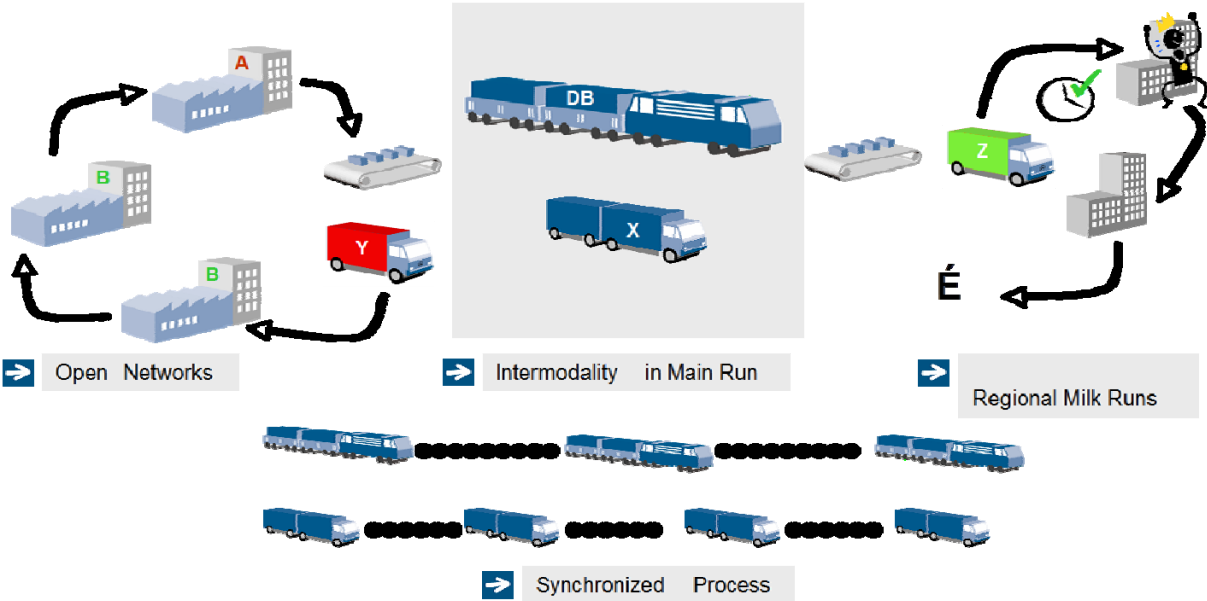 A
B
B
Y
DB
X
Z
É
Open Networks
Intermodality in Main Run
Regional Milk Runs
Synchronized Process